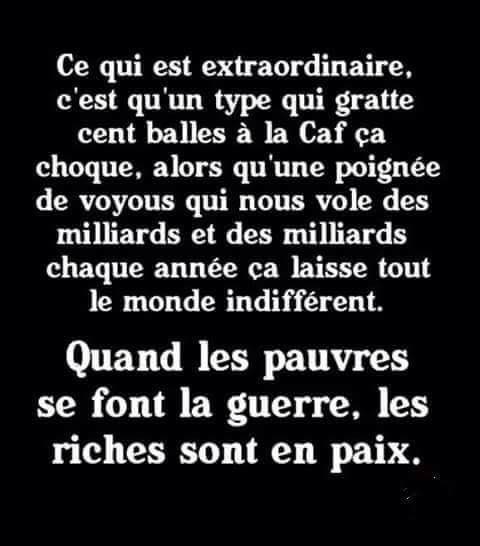 Ce qui est extraordinaire,
c'est qu'un type qui gratte
cent balles à la Caf ça
choque, alors qu'une poignée
de voyous qui nous vole des
milliards et des milliards
chaque année ça laisse tout
le monde indifférent.
Quand les pauvres
se font la guerre, les
riches sont en paix.